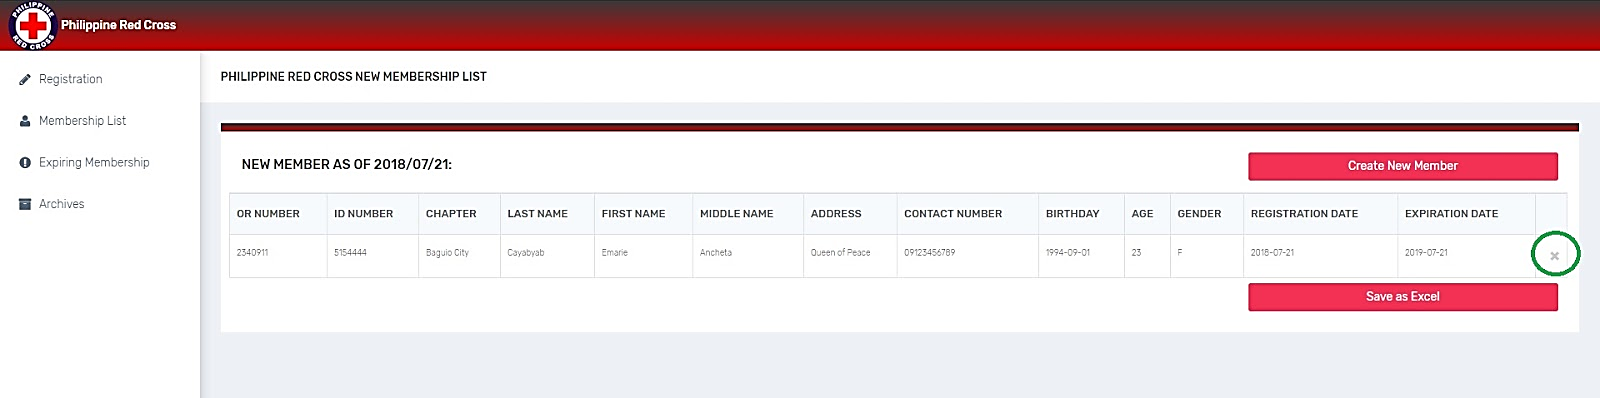 PHILIPPINE
RED CROSS
Philippine Red Cross
Registration
Membership List
Expiring Membership
Archives
PHILIPPINE RED CROSS NEW MEMBERSHIP LIST
NEW MEMBER AS OF 2018/07/21:
Create New Member
OR NUMBER ID NUMBER CHAPTER LAST NAME FIRST NAME MIDDLE NAME ADDRESS CONTACT NUMBER BIRTHDAY AGE GENDER REGISTRATION DATE EXPIRATION DATE
2340911 5154444 Baguio City Cayabyab Emarie Ancheta Queen of Peace 09123456789 1994-09-01 23 F 2018-07-21 2019-07-21
Save as Excel